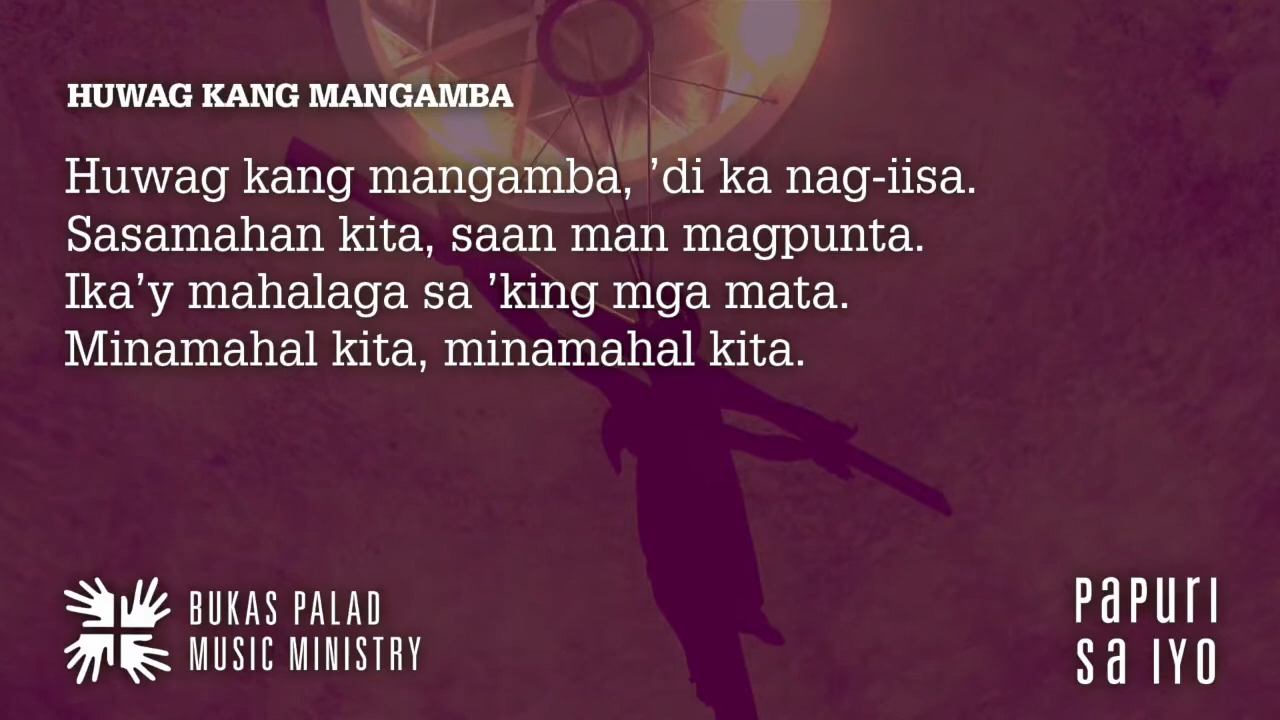 HUWAG KANG MANGAMBA
Huwag kang mangamba, ’di ka nag-iisa.
Sasamahan kita, saan man magpunta.
Ika’y mahalaga sa ’king mga mata.
Minamahal kita, minamahal kita.
BUKAS PALAD
MUSIC MINISTRY
PaPURI
Sa IYO